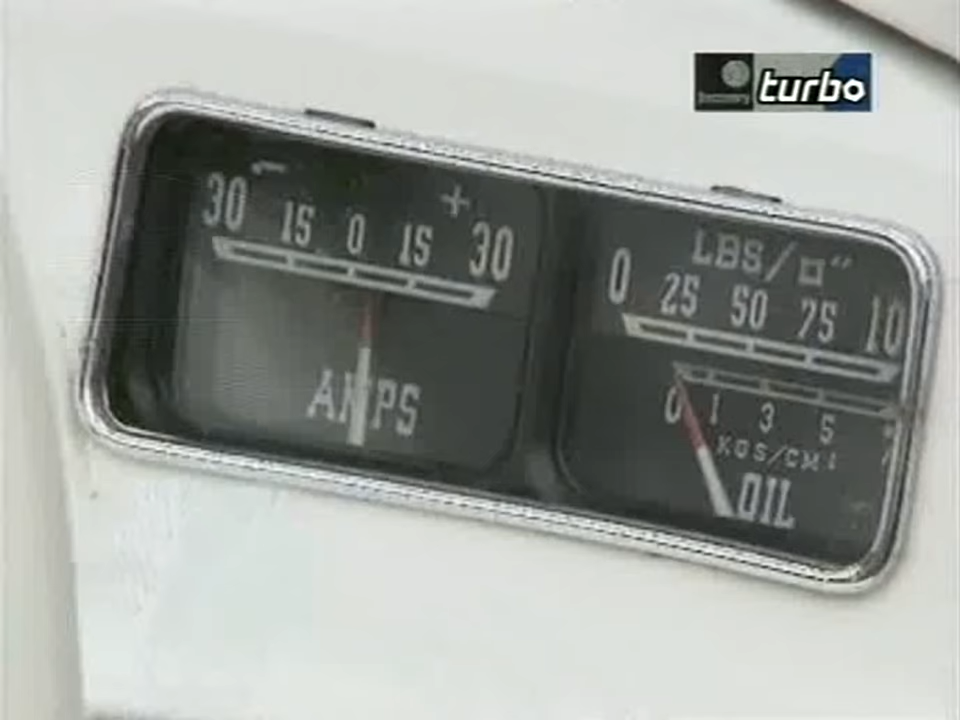 turbo
− +
30 15 0 15 30
AMPS
LBS/□"
0 25 50 75 10
0 1 3 5
KGS/CM²
OIL